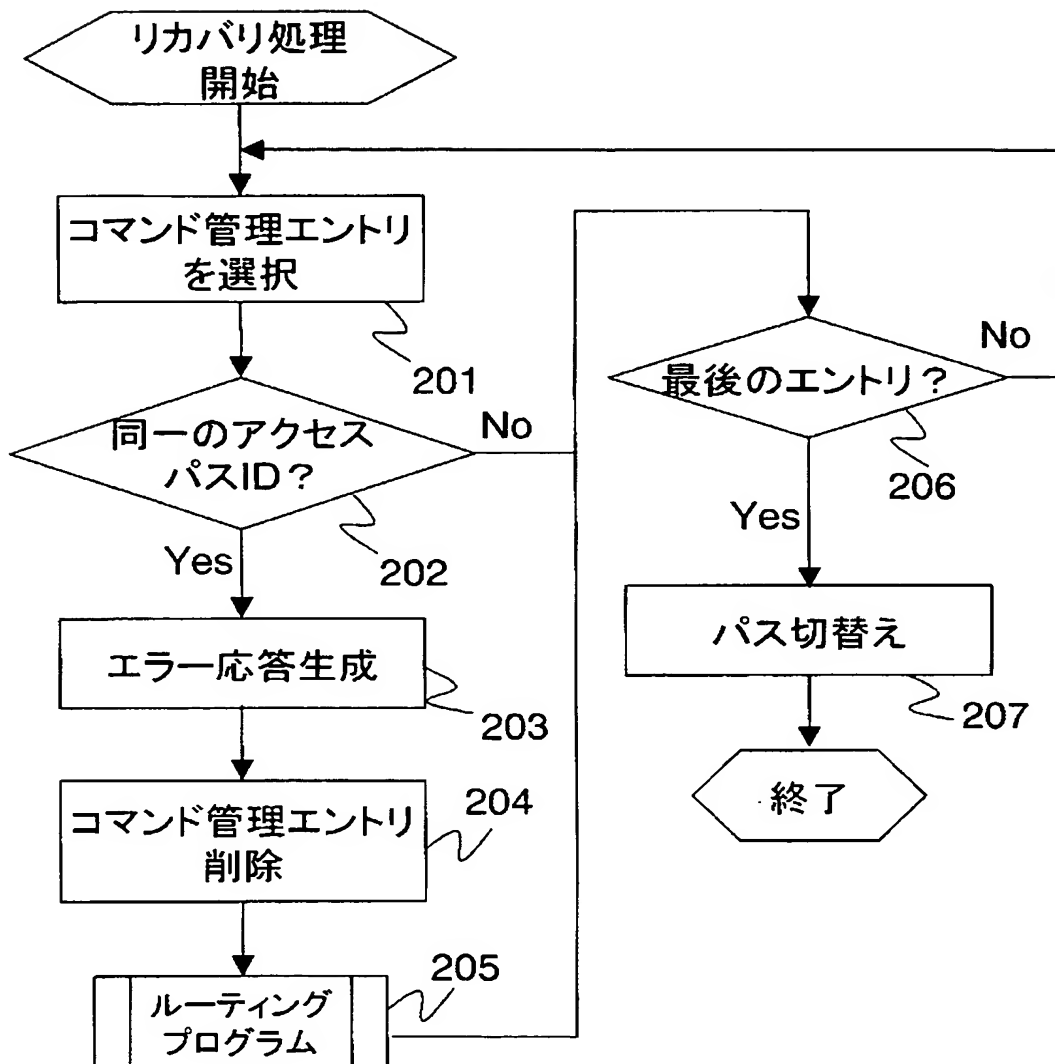 リカバリ処理
開始
コマンド管理エントリ
を選択
201
同一のアクセス
パスID?
No
Yes
202
エラー応答生成
203
コマンド管理エントリ
削除
204
ルーティング
プログラム
205
最後のエントリ?
No
206
Yes
パス切替え
207
終了